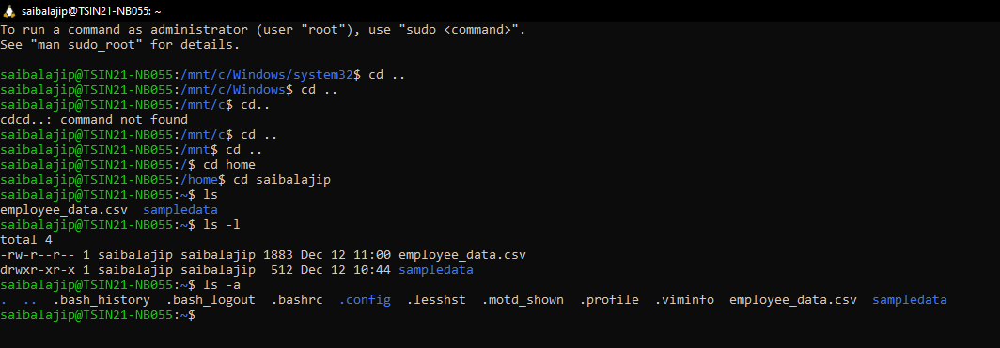 saibalajip@TSIN21-NB055: ~
To run a command as administrator (user "root"), use "sudo <command>".
See "man sudo_root" for details.
saibalajip@TSIN21-NB055:/mnt/c/Windows/system32$ cd ..
saibalajip@TSIN21-NB055:/mnt/c/Windows$ cd ..
saibalajip@TSIN21-NB055:/mnt/c$ cd..
cdcd..: command not found
saibalajip@TSIN21-NB055:/mnt/c$ cd ..
saibalajip@TSIN21-NB055:/mnt$ cd ..
saibalajip@TSIN21-NB055:/$ cd home
saibalajip@TSIN21-NB055:/home$ cd saibalajip
saibalajip@TSIN21-NB055:~$ ls
employee_data.csv  sampledata
saibalajip@TSIN21-NB055:~$ ls -l
total 4
-rw-r--r-- 1 saibalajip saibalajip 1883 Dec 12 11:00 employee_data.csv
drwxr-xr-x 1 saibalajip saibalajip  512 Dec 12 10:44 sampledata
saibalajip@TSIN21-NB055:~$ ls -a
.  ..  .bash_history  .bash_logout  .bashrc  .config  .lesshst  .motd_shown  .profile  .viminfo  employee_data.csv  sampledata
saibalajip@TSIN21-NB055:~$